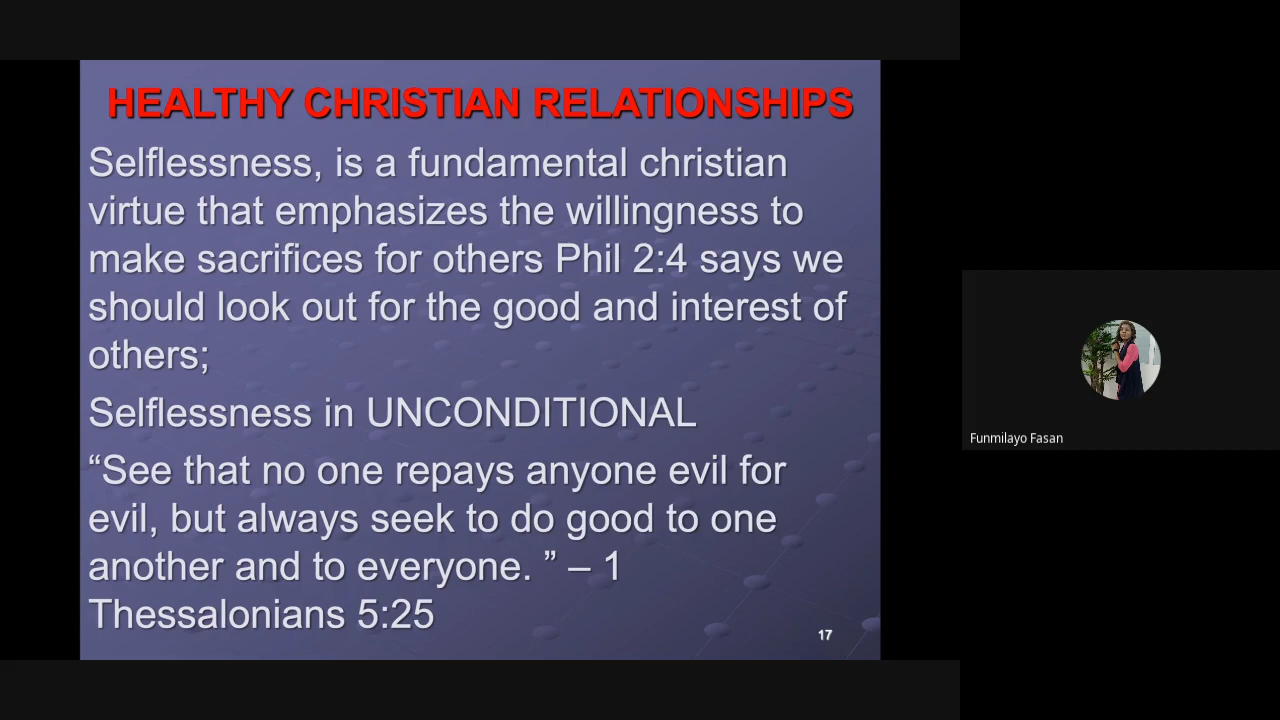 HEALTHY CHRISTIAN RELATIONSHIPS
Selflessness, is a fundamental christian
virtue that emphasizes the willingness to
make sacrifices for others Phil 2:4 says we
should look out for the good and interest of
others;
Selflessness in UNCONDITIONAL
“See that no one repays anyone evil for
evil, but always seek to do good to one
another and to everyone. ” – 1
Thessalonians 5:25
17
Funmilayo Fasan